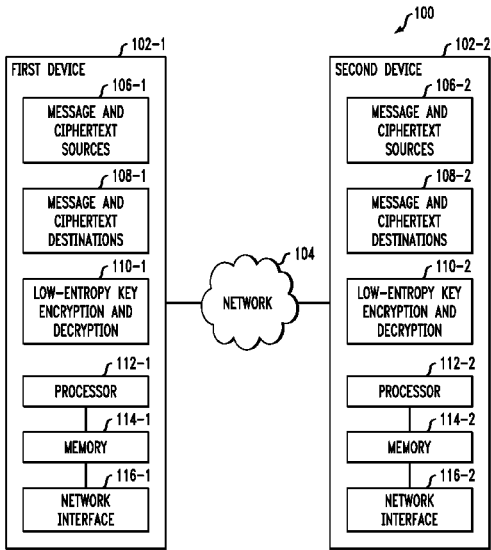 100
102-1
FIRST DEVICE
106-1
MESSAGE AND
CIPHERTEXT
SOURCES
108-1
MESSAGE AND
CIPHERTEXT
DESTINATIONS
110-1
LOW-ENTROPY KEY
ENCRYPTION AND
DECRYPTION
112-1
PROCESSOR
114-1
MEMORY
116-1
NETWORK
INTERFACE
104
NETWORK
102-2
SECOND DEVICE
106-2
MESSAGE AND
CIPHERTEXT
SOURCES
108-2
MESSAGE AND
CIPHERTEXT
DESTINATIONS
110-2
LOW-ENTROPY KEY
ENCRYPTION AND
DECRYPTION
112-2
PROCESSOR
114-2
MEMORY
116-2
NETWORK
INTERFACE